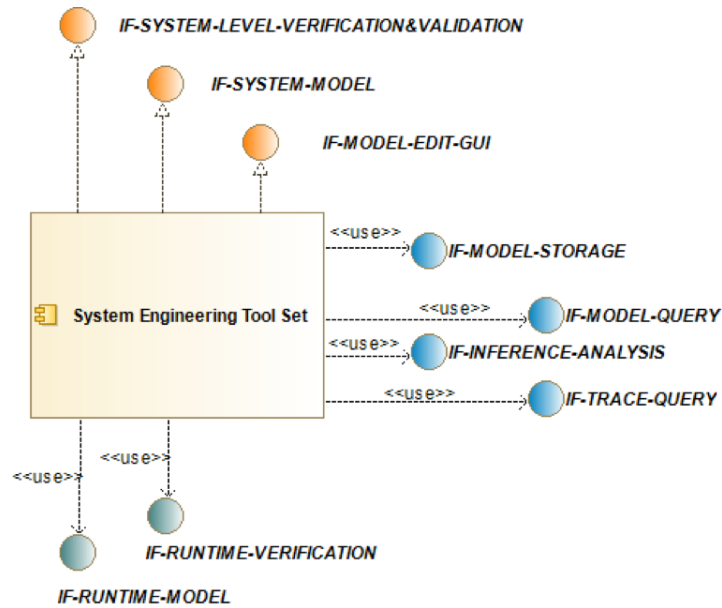 IF-SYSTEM-LEVEL-VERIFICATION&VALIDATION
IF-SYSTEM-MODEL
IF-MODEL-EDIT-GUI
<<use>>
IF-MODEL-STORAGE
<<use>>
System Engineering Tool Set
IF-MODEL-QUERY
<<use>>
IF-INFERENCE-ANALYSIS
<<use>>
IF-TRACE-QUERY
<<use>>
<<use>>
IF-RUNTIME-VERIFICATION
IF-RUNTIME-MODEL